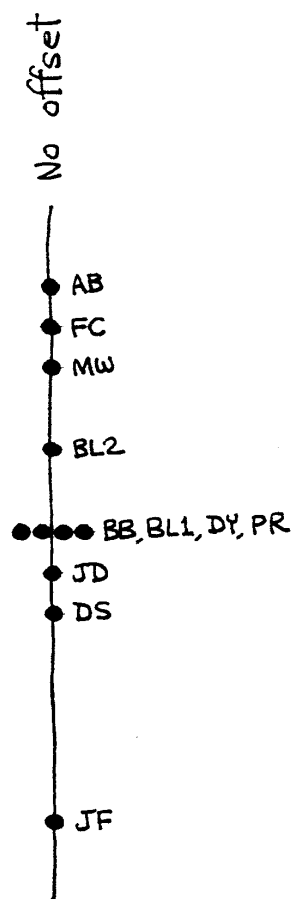 No offset
AB
FC
MW
BL2
BB, BL1, DY, PR
JD
DS
JF